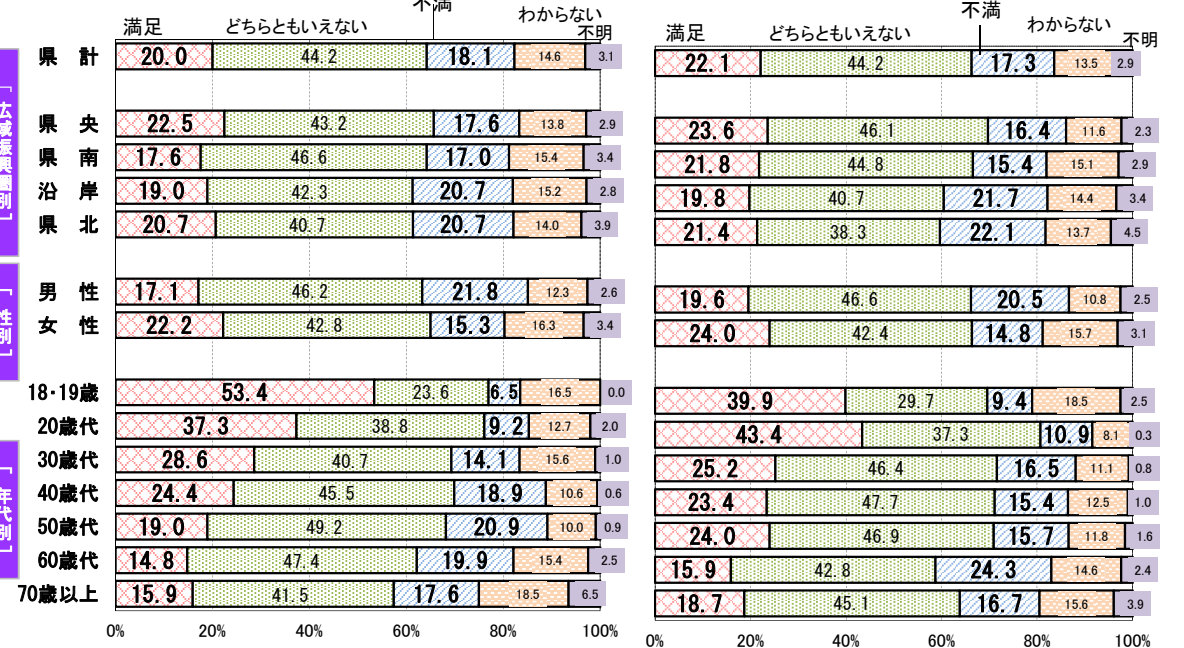 不満
満足 どちらともいえない わからない 不明
県 計 20.0 44.2 18.1 14.6 3.1
県 央 22.5 43.2 17.6 13.8 2.9
県 南 17.6 46.6 17.0 15.4 3.4
沿 岸 19.0 42.3 20.7 15.2 2.8
県 北 20.7 40.7 20.7 14.0 3.9
男 性 17.1 46.2 21.8 12.3 2.6
女 性 22.2 42.8 15.3 16.3 3.4
18・19歳 53.4 23.6 6.5 16.5 0.0
20歳代 37.3 38.8 9.2 12.7 2.0
30歳代 28.6 40.7 14.1 15.6 1.0
40歳代 24.4 45.5 18.9 10.6 0.6
50歳代 19.0 49.2 20.9 10.0 0.9
60歳代 14.8 47.4 19.9 15.4 2.5
70歳以上 15.9 41.5 17.6 18.5 6.5
0% 20% 40% 60% 80% 100%
[広域振興圏別]
[性別]
[年代別]
不満
満足 どちらともいえない わからない 不明
22.1 44.2 17.3 13.5 2.9
23.6 46.1 16.4 11.6 2.3
21.8 44.8 15.4 15.1 2.9
19.8 40.7 21.7 14.4 3.4
21.4 38.3 22.1 13.7 4.5
19.6 46.6 20.5 10.8 2.5
24.0 42.4 14.8 15.7 3.1
39.9 29.7 9.4 18.5 2.5
43.4 37.3 10.9 8.1 0.3
25.2 46.4 16.5 11.1 0.8
23.4 47.7 15.4 12.5 1.0
24.0 46.9 15.7 11.8 1.6
15.9 42.8 24.3 14.6 2.4
18.7 45.1 16.7 15.6 3.9
0% 20% 40% 60% 80% 100%